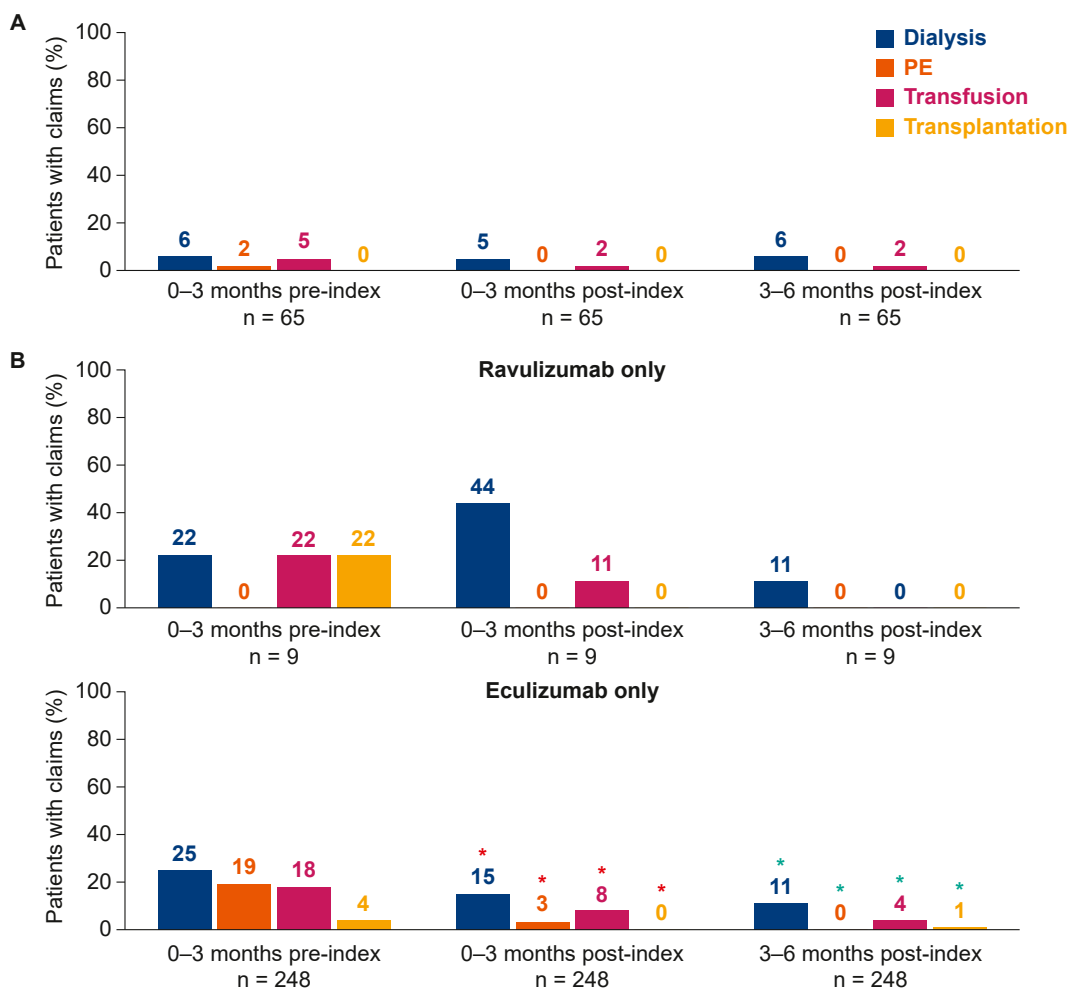 A
Patients with claims (%)
100
80
60
40
20
0
Dialysis
PE
Transfusion
Transplantation
6 2 5 0
5 0 2 0
6 0 2 0
0–3 months pre-index
n = 65
0–3 months post-index
n = 65
3–6 months post-index
n = 65
B
Ravulizumab only
Patients with claims (%)
100
80
60
40
20
0
22 0 22 22
44 0 11 0
11 0 0 0
0–3 months pre-index
n = 9
0–3 months post-index
n = 9
3–6 months post-index
n = 9
Eculizumab only
Patients with claims (%)
100
80
60
40
20
0
25 19 18 4
* * * *
15 3 8 0
* * * *
11 0 4 1
0–3 months pre-index
n = 248
0–3 months post-index
n = 248
3–6 months post-index
n = 248